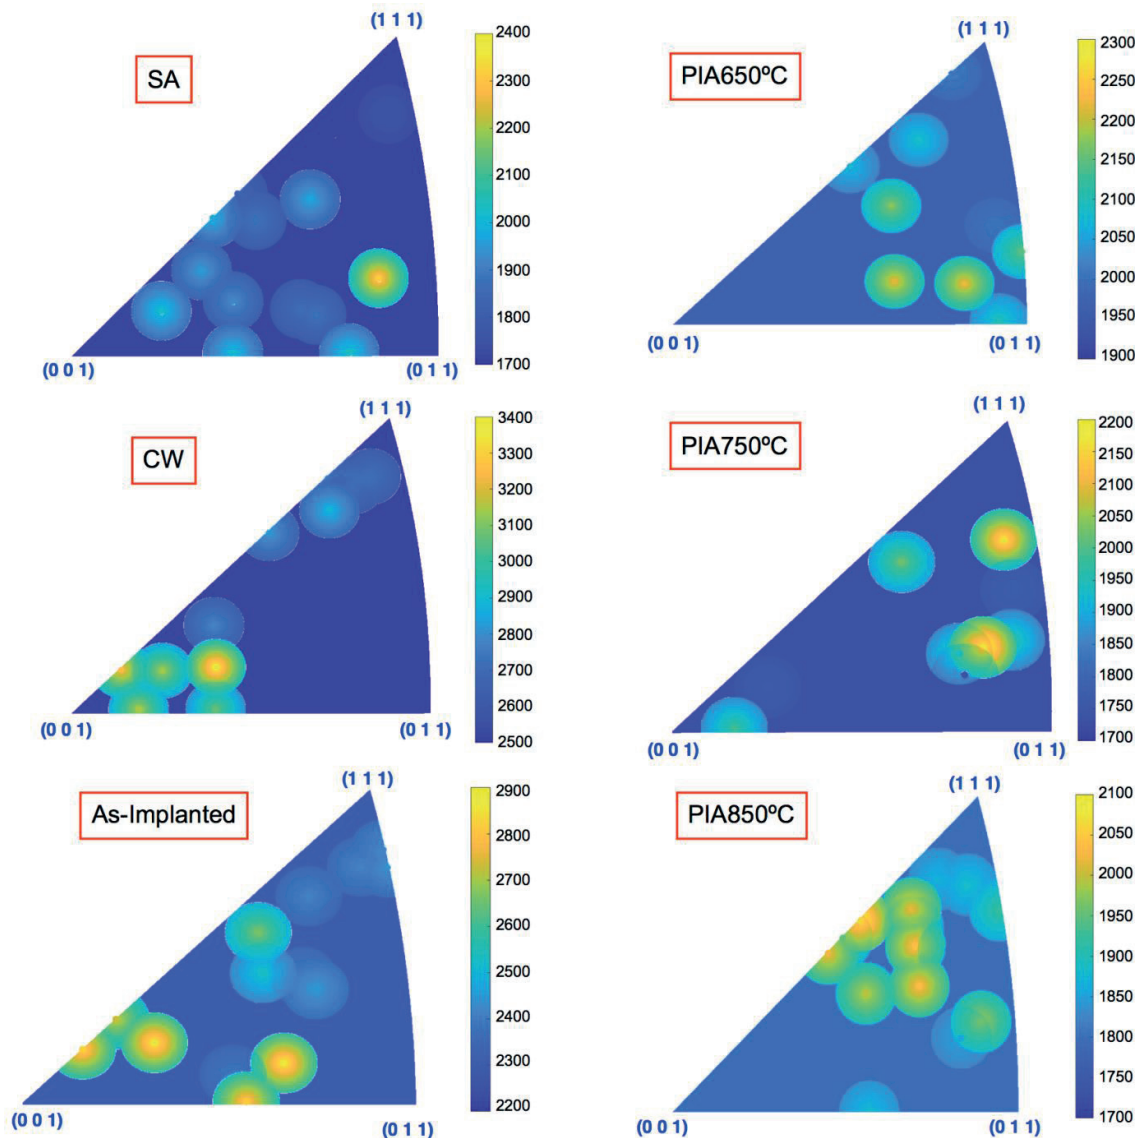 (1 1 1)
SA
(0 0 1)
(0 1 1)
2400
2300
2200
2100
2000
1900
1800
1700
(1 1 1)
PIA650ºC
(0 0 1)
(0 1 1)
2300
2250
2200
2150
2100
2050
2000
1950
1900
(1 1 1)
CW
(0 0 1)
(0 1 1)
3400
3300
3200
3100
3000
2900
2800
2700
2600
2500
(1 1 1)
PIA750ºC
(0 0 1)
(0 1 1)
2200
2150
2100
2050
2000
1950
1900
1850
1800
1750
1700
(1 1 1)
As-Implanted
(0 0 1)
(0 1 1)
2900
2800
2700
2600
2500
2400
2300
2200
(1 1 1)
PIA850ºC
(0 0 1)
(0 1 1)
2100
2050
2000
1950
1900
1850
1800
1750
1700